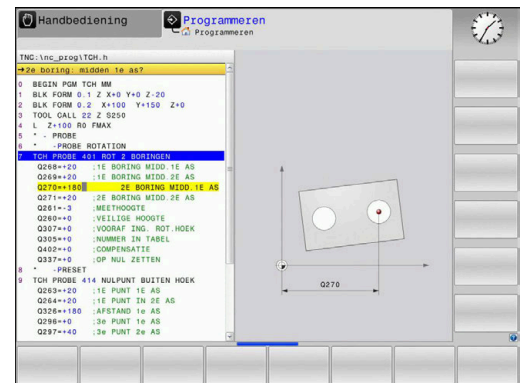 Handbediening
Programmeren
Programmeren
TNC:\nc_prog\TCH.h
→2e boring: midden 1e as?
0 BEGIN PGM TCH MM
1 BLK FORM 0.1 Z X+0 Y+0 Z-20
2 BLK FORM 0.2 X+100 Y+150 Z+0
3 TOOL CALL 22 Z S250
4 L Z+100 R0 FMAX
5 * - PROBE
6 * -PROBE ROTATION
7 TCH PROBE 401 ROT 2 BORINGEN
Q268=+20 ;1E BORING MIDD.1E AS
Q269=+20 ;1E BORING MIDD.2E AS
Q270=+180 2E BORING MIDD.1E AS
Q271=+20 ;2E BORING MIDD.2E AS
Q261=-3 ;MEETHOOGTE
Q260=+0 ;VEILIGE HOOGTE
Q307=+0 ;VOORAF ING. ROT.HOEK
Q305=+0 ;NUMMER IN TABEL
Q402=+0 ;COMPENSATIE
Q337=+0 ;OP NUL ZETTEN
8 * -PRESET
9 TCH PROBE 414 NULPUNT BUITEN HOEK
Q263=+20 ;1E PUNT 1E AS
Q264=+20 ;1E PUNT IN 2E AS
Q326=+180 ;AFSTAND 1e AS
Q296=+0 ;3e PUNT 1e AS
Q297=+40 ;3e PUNT 2e AS
Q270